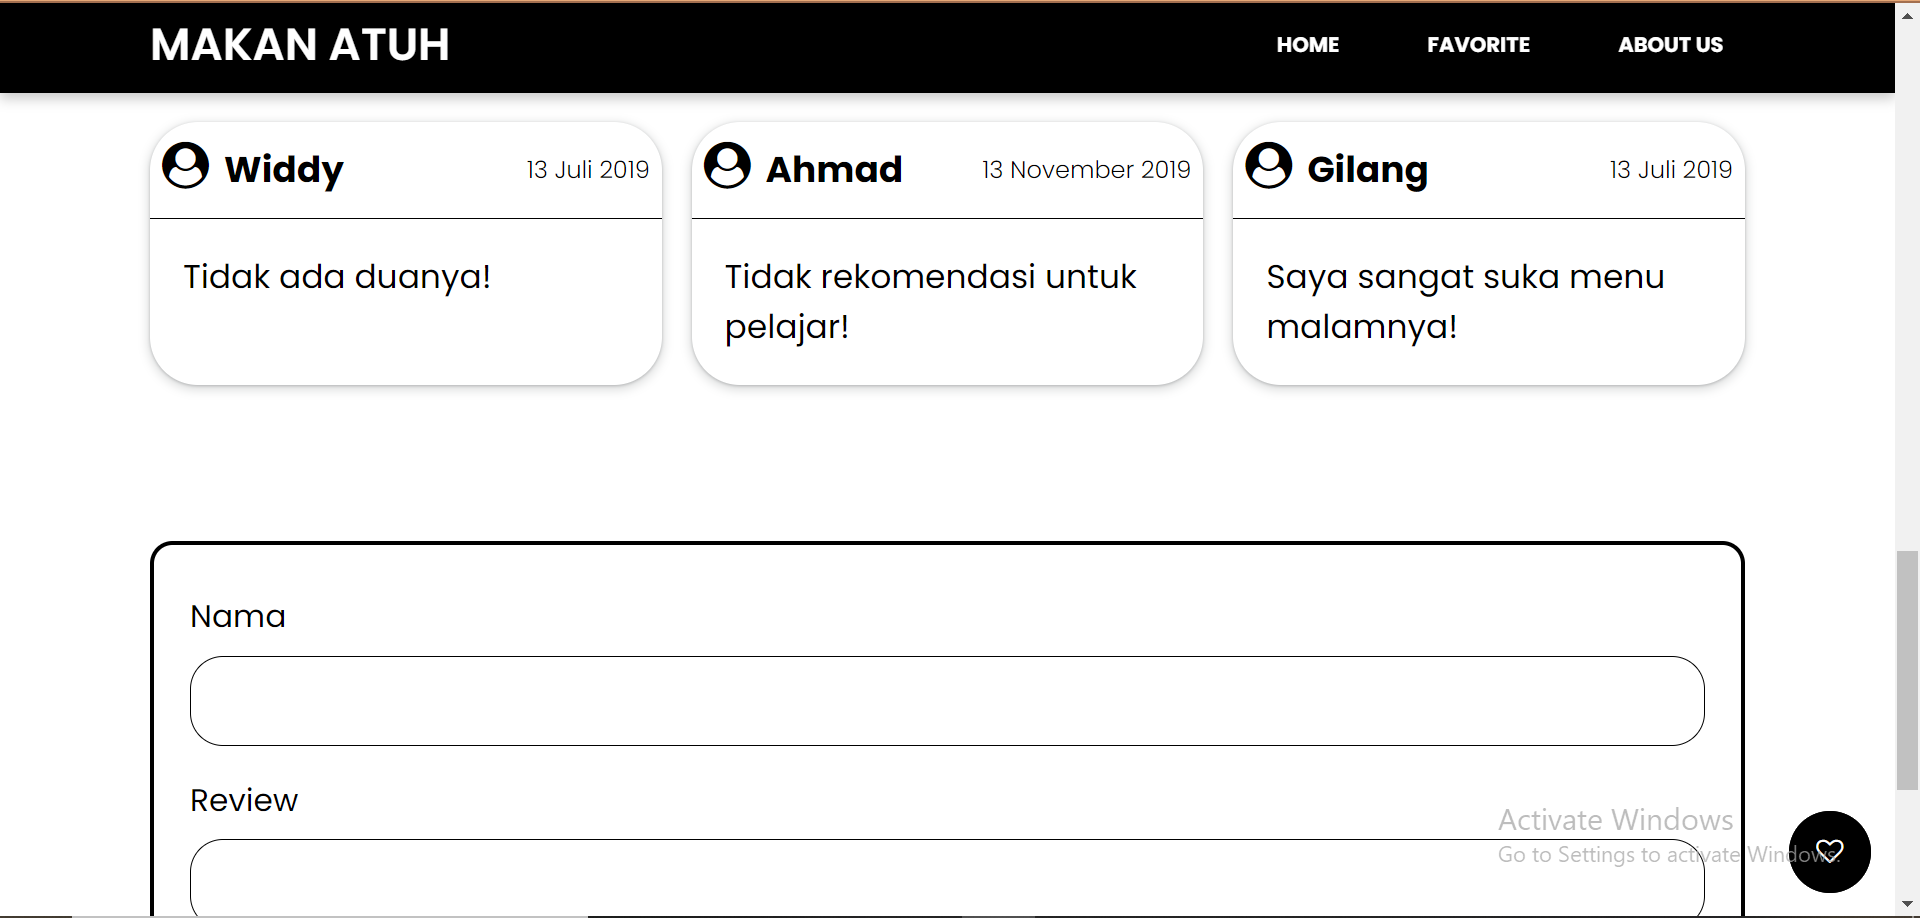 MAKAN ATUH
HOME FAVORITE ABOUT US
Widdy 13 Juli 2019
Tidak ada duanya!
Ahmad 13 November 2019
Tidak rekomendasi untuk
pelajar!
Gilang 13 Juli 2019
Saya sangat suka menu
malamnya!
Nama
Review
Activate Windows
Go to Settings to activate Windows.